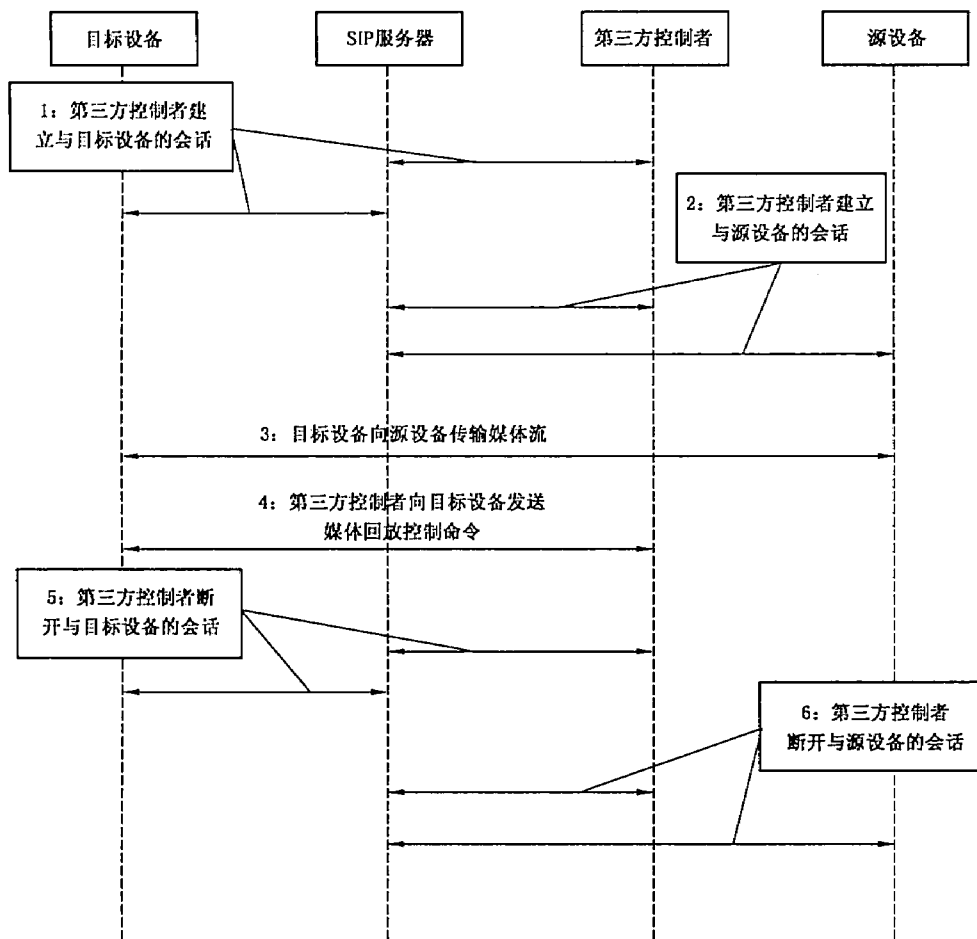 目标设备
SIP服务器
第三方控制者
源设备
1：第三方控制者建
立与目标设备的会话
2：第三方控制者建立
与源设备的会话
3：目标设备向源设备传输媒体流
4：第三方控制者向目标设备发送
媒体回放控制命令
5：第三方控制者断
开与目标设备的会话
6：第三方控制者
断开与源设备的会话